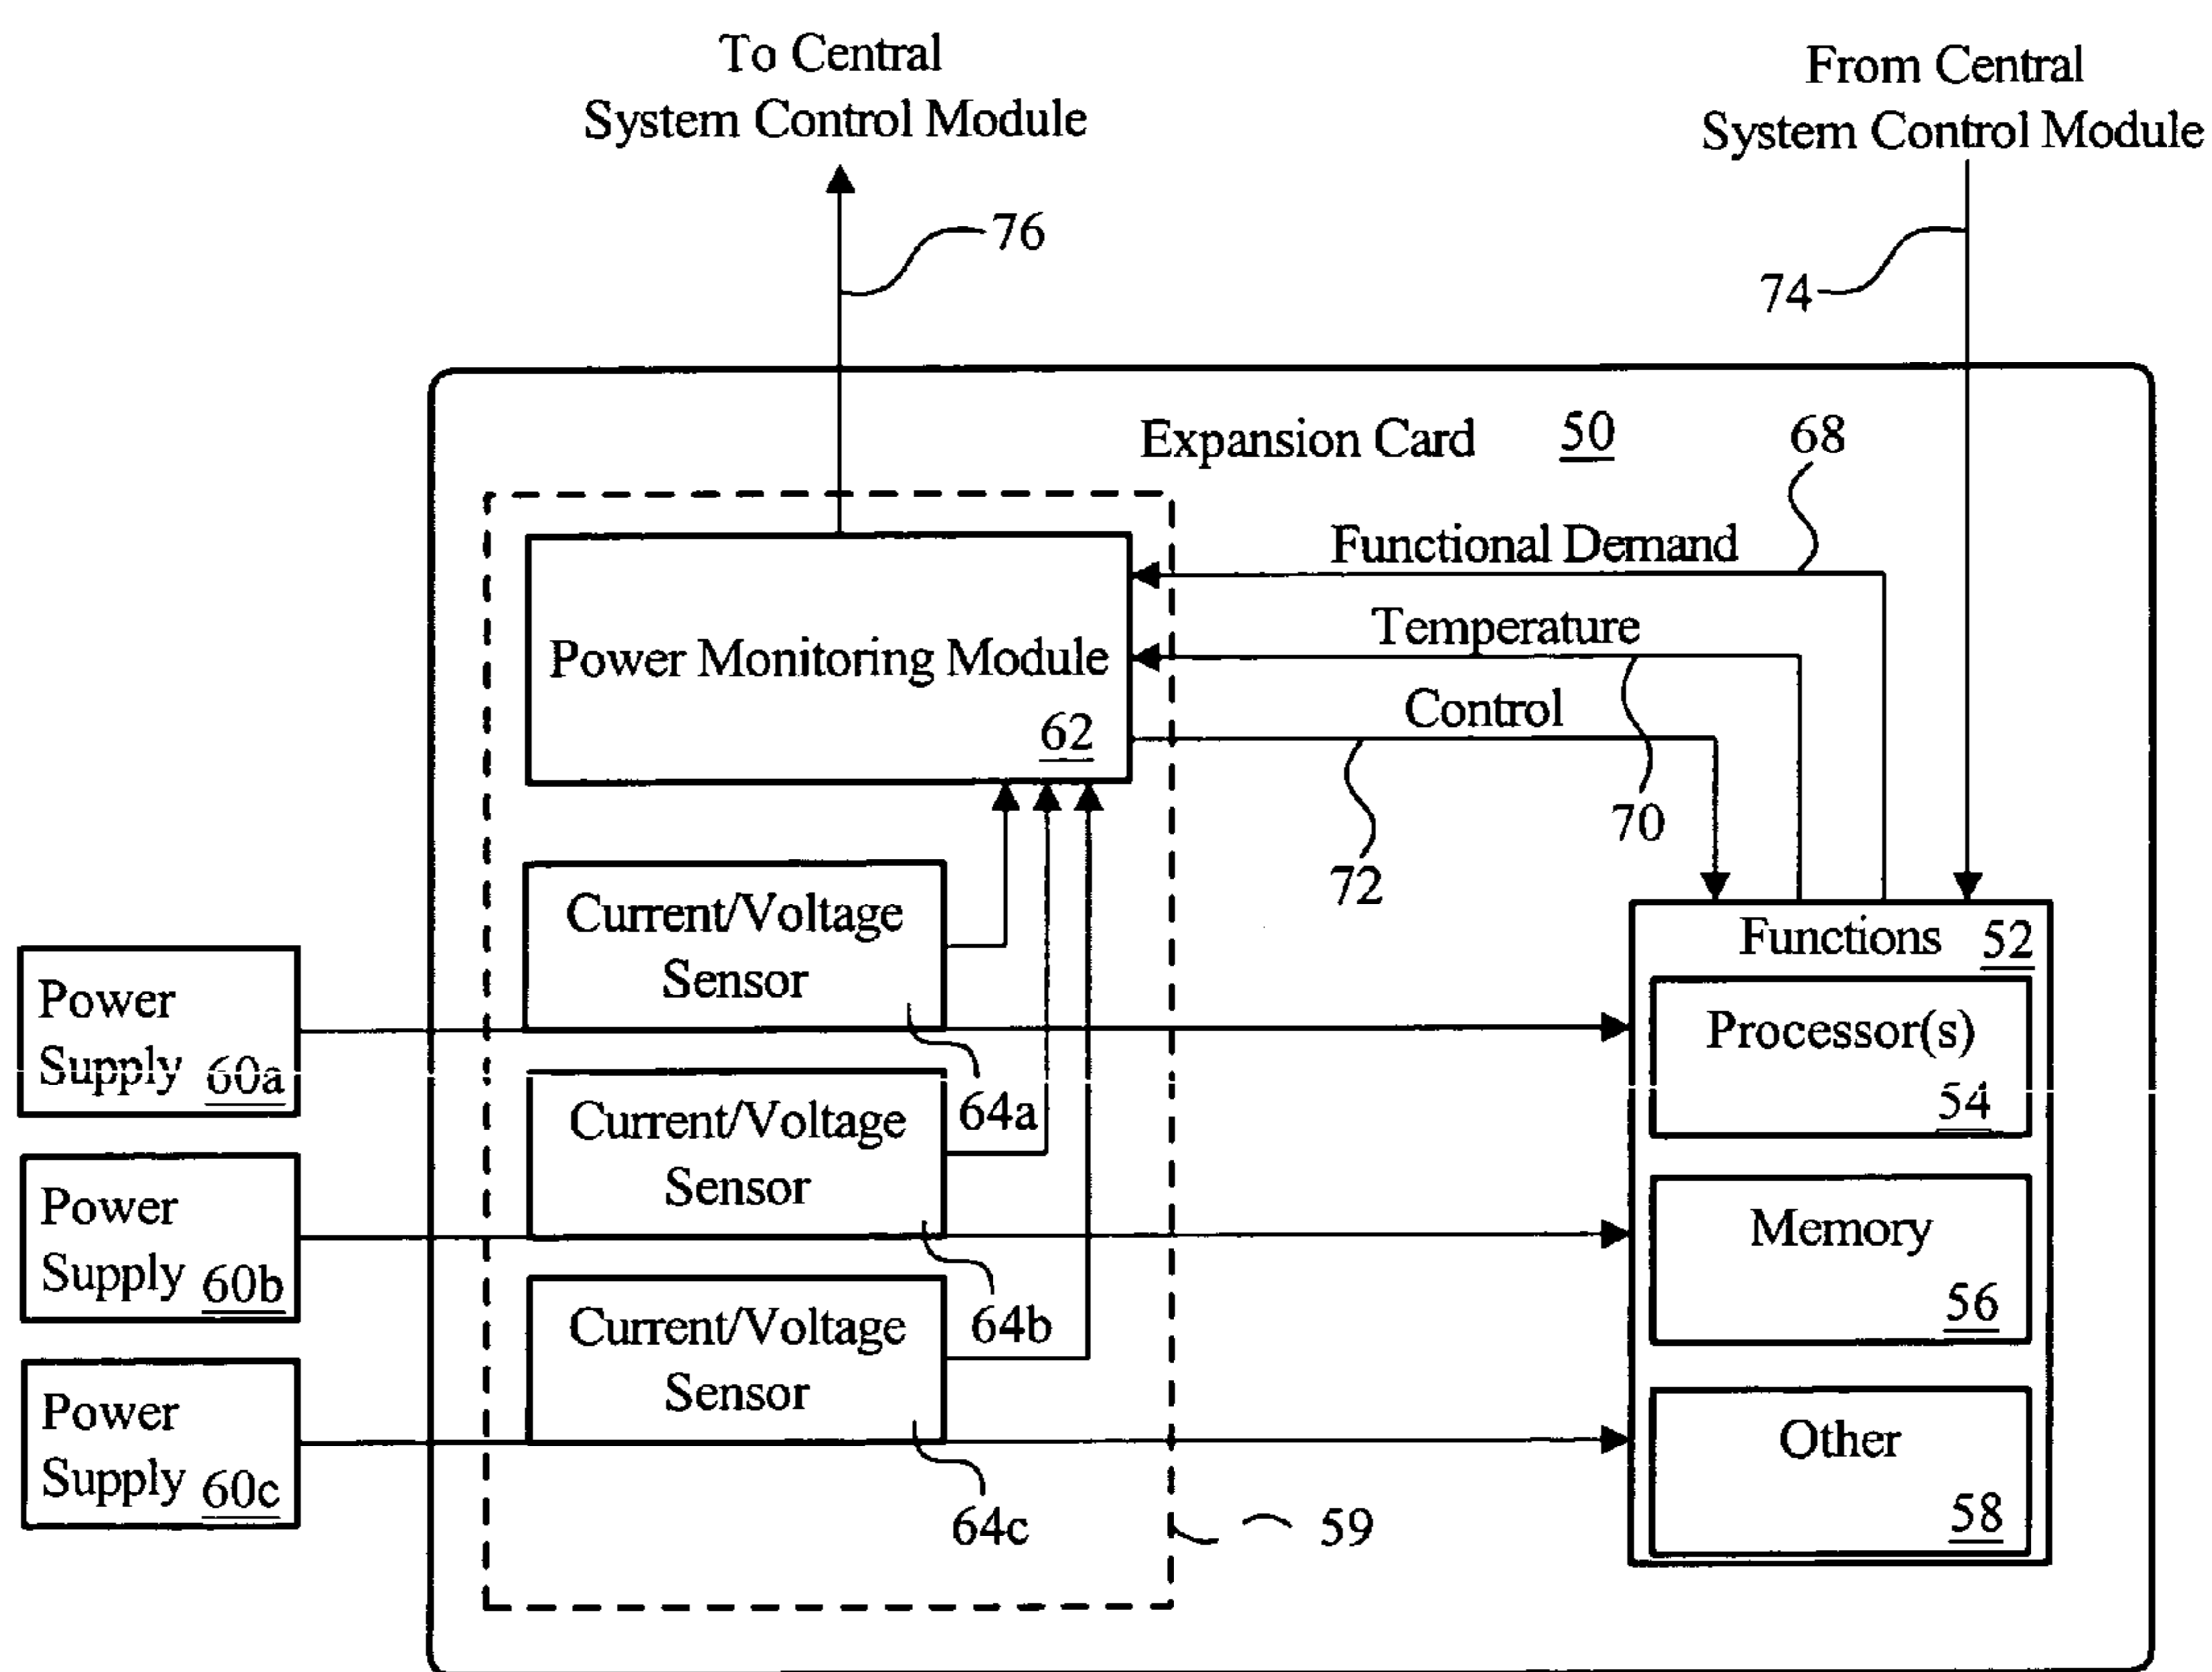 To Central
System Control Module
From Central
System Control Module
76
74
Expansion Card 50
68
Functional Demand
Temperature
Control
Power Monitoring Module
62
70
72
Current/Voltage
Sensor
64a
Current/Voltage
Sensor
64b
Current/Voltage
Sensor
64c
59
Power
Supply 60a
Power
Supply 60b
Power
Supply 60c
Functions 52
Processor(s)
54
Memory
56
Other
58